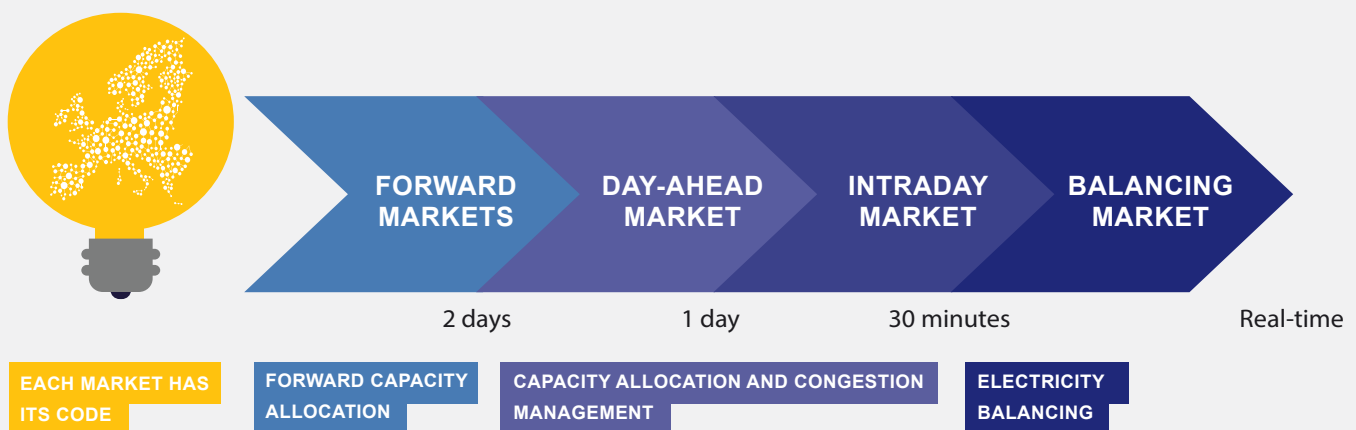 FORWARD
MARKETS
DAY-AHEAD
MARKET
INTRADAY
MARKET
BALANCING
MARKET
2 days
1 day
30 minutes
Real-time
EACH MARKET HAS
ITS CODE
FORWARD CAPACITY
ALLOCATION
CAPACITY ALLOCATION AND CONGESTION
MANAGEMENT
ELECTRICITY
BALANCING